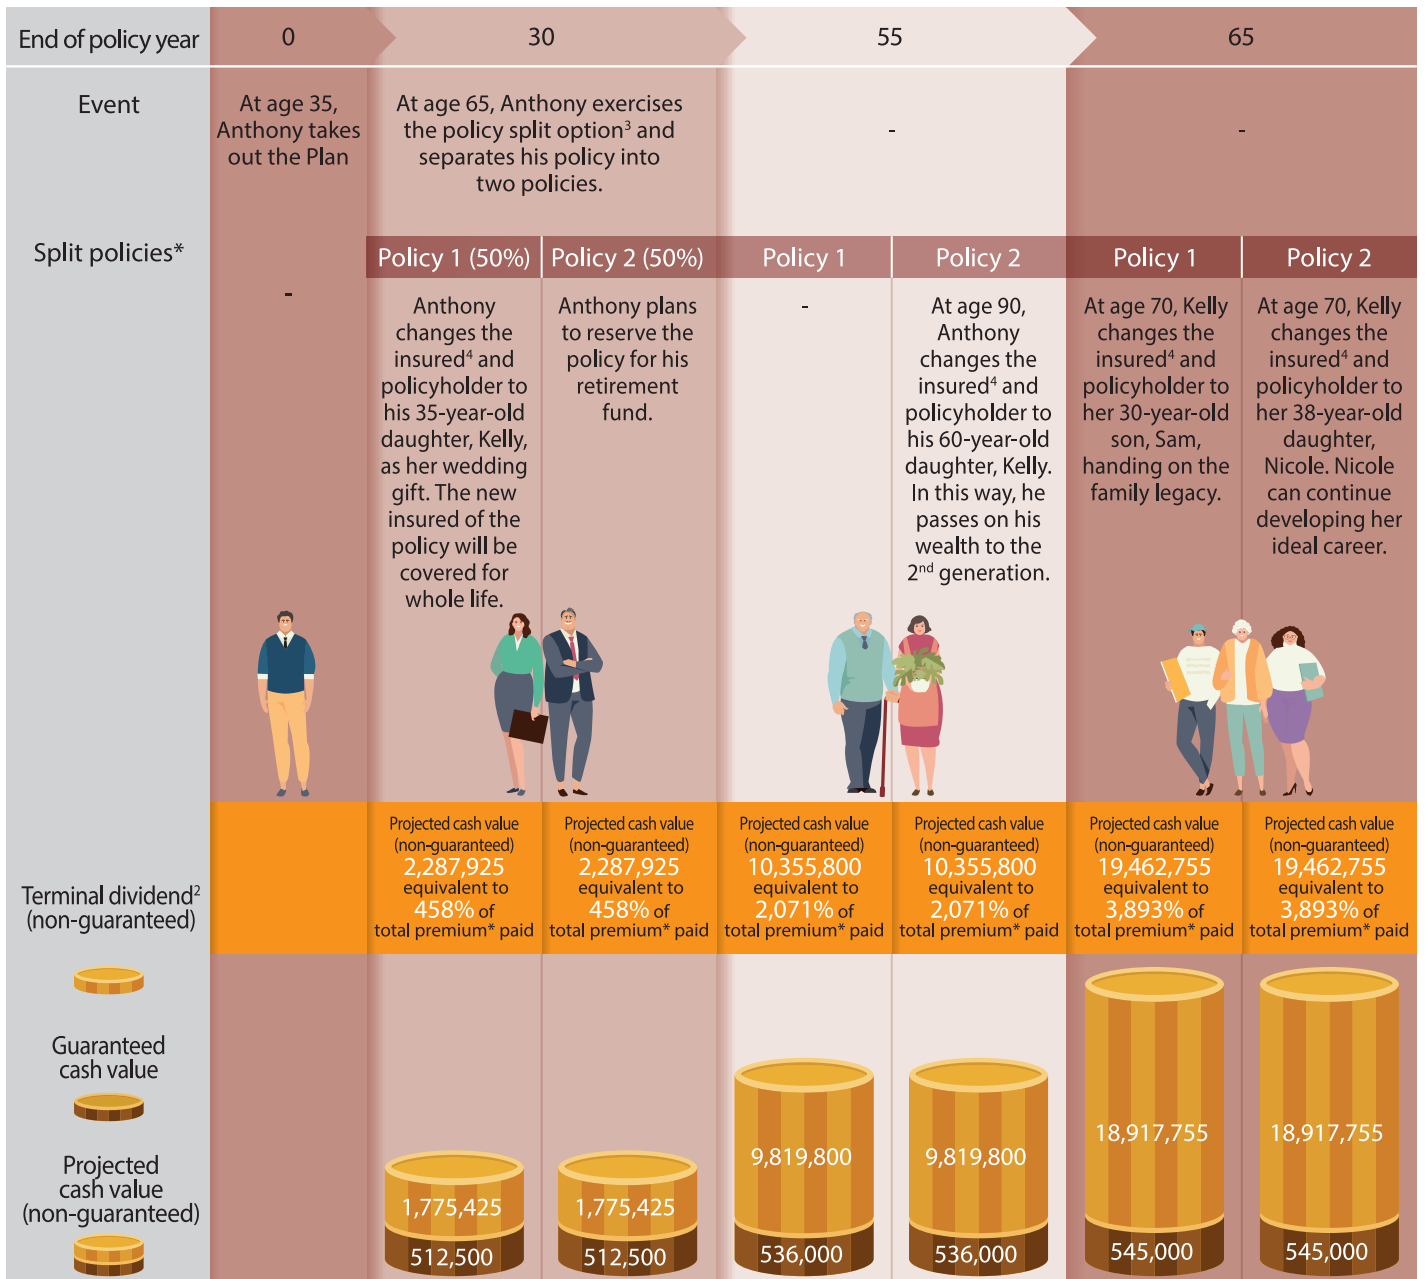 End of policy year
0
30
55
65
Event
At age 35,
Anthony takes
out the Plan
At age 65, Anthony exercises
the policy split option3 and
separates his policy into
two policies.
-
-
Split policies*
-
Policy 1 (50%)
Anthony
changes the
insured4 and
policyholder to
his 35-year-old
daughter, Kelly,
as her wedding
gift. The new
insured of the
policy will be
covered for
whole life.
Policy 2 (50%)
Anthony plans
to reserve the
policy for his
retirement
fund.
Policy 1
-
Policy 2
At age 90,
Anthony
changes the
insured4 and
policyholder to
his 60-year-old
daughter, Kelly.
In this way, he
passes on his
wealth to the
2nd generation.
Policy 1
At age 70, Kelly
changes the
insured4 and
policyholder to
her 30-year-old
son, Sam,
handing on the
family legacy.
Policy 2
At age 70, Kelly
changes the
insured4 and
policyholder to
her 38-year-old
daughter,
Nicole. Nicole
can continue
developing her
ideal career.
Terminal dividend2
(non-guaranteed)
Projected cash value
(non-guaranteed)
2,287,925
equivalent to
458% of
total premium* paid
Projected cash value
(non-guaranteed)
2,287,925
equivalent to
458% of
total premium* paid
Projected cash value
(non-guaranteed)
10,355,800
equivalent to
2,071% of
total premium* paid
Projected cash value
(non-guaranteed)
10,355,800
equivalent to
2,071% of
total premium* paid
Projected cash value
(non-guaranteed)
19,462,755
equivalent to
3,893% of
total premium* paid
Projected cash value
(non-guaranteed)
19,462,755
equivalent to
3,893% of
total premium* paid
Guaranteed
cash value
Projected
cash value
(non-guaranteed)
1,775,425
512,500
1,775,425
512,500
9,819,800
536,000
9,819,800
536,000
18,917,755
545,000
18,917,755
545,000